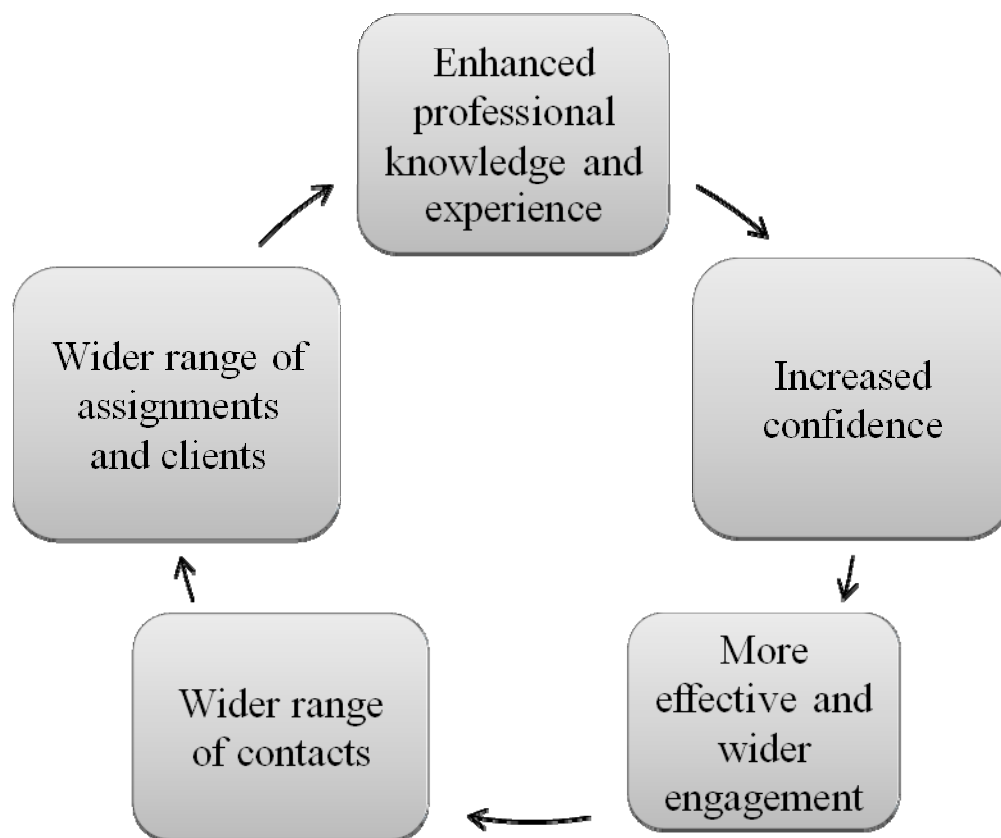 Enhanced
professional
knowledge and
experience
Increased
confidence
More
effective and
wider
engagement
Wider range
of contacts
Wider range of
assignments
and clients